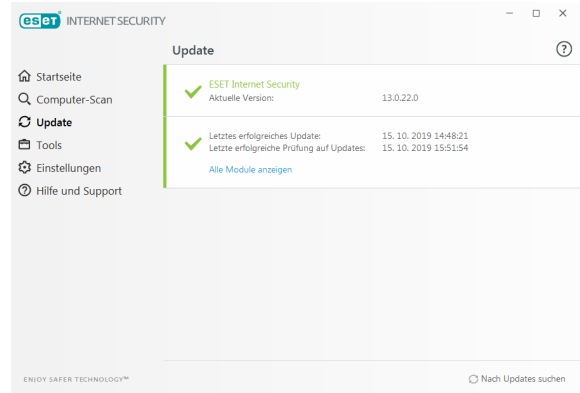 eset INTERNET SECURITY
Update
Startseite
Computer-Scan
Update
Tools
Einstellungen
Hilfe und Support
ESET Internet Security
Aktuelle Version: 13.0.22.0
Letztes erfolgreiches Update: 15. 10. 2019 14:48:21
Letzte erfolgreiche Prüfung auf Updates: 15. 10. 2019 15:51:54
Alle Module anzeigen
ENJOY SAFER TECHNOLOGY™
Nach Updates suchen